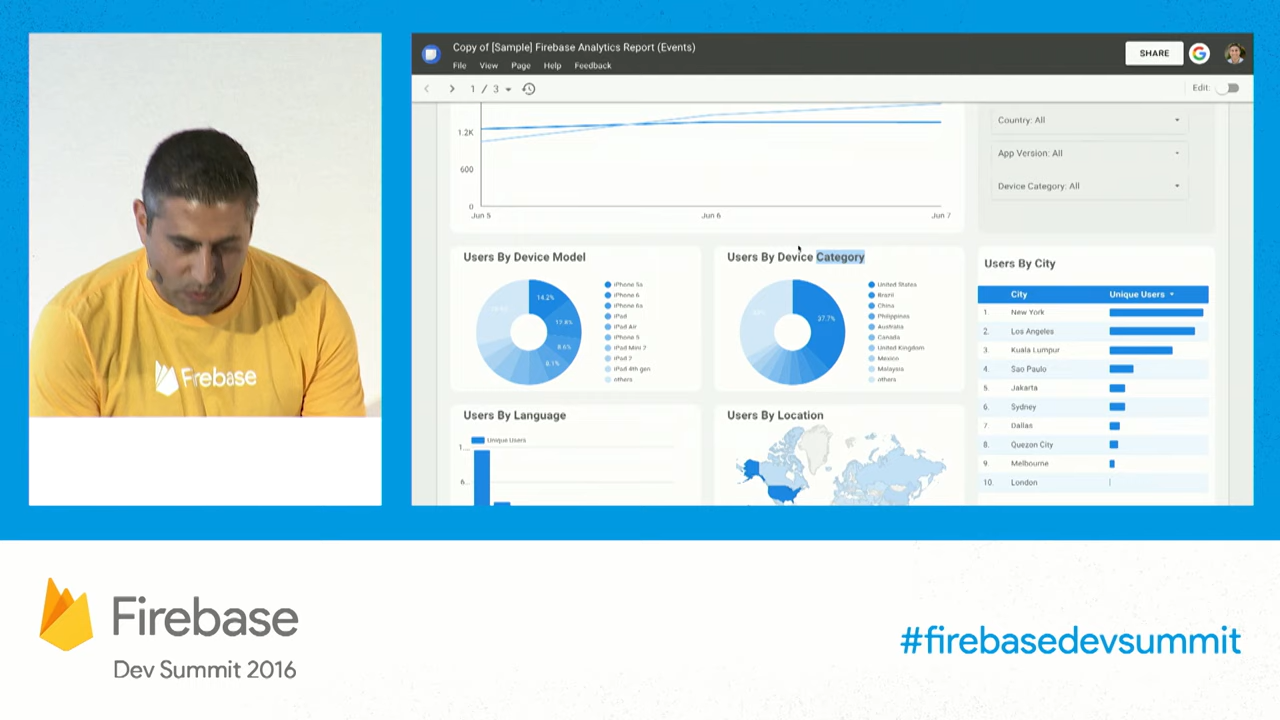 Firebase
Copy of [Sample] Firebase Analytics Report (Events)
File View Page Help Feedback
SHARE
1 / 3
Edit:
1.2K
600
0
Jun 5
Jun 6
Jun 7
Country: All
App Version: All
Device Category: All
Users By Device Model
14.2%
8.6%
8.1%
iPhone 5s
iPhone 6
iPhone 6s
iPad
iPad Air
iPhone 5
iPad Mini 2
iPad 2
iPad 4th gen
others
Users By Device Category
37.7%
United States
Brazil
China
Philippines
Australia
Canada
United Kingdom
Mexico
Malaysia
others
Users By City
City Unique Users
1. New York
2. Los Angeles
3. Kuala Lumpur
4. Sao Paulo
5. Jakarta
6. Sydney
7. Dallas
8. Quezon City
9. Melbourne
10. London
Users By Language
Unique Users
1...
6...
Users By Location
Firebase
Dev Summit 2016
#firebasedevsummit